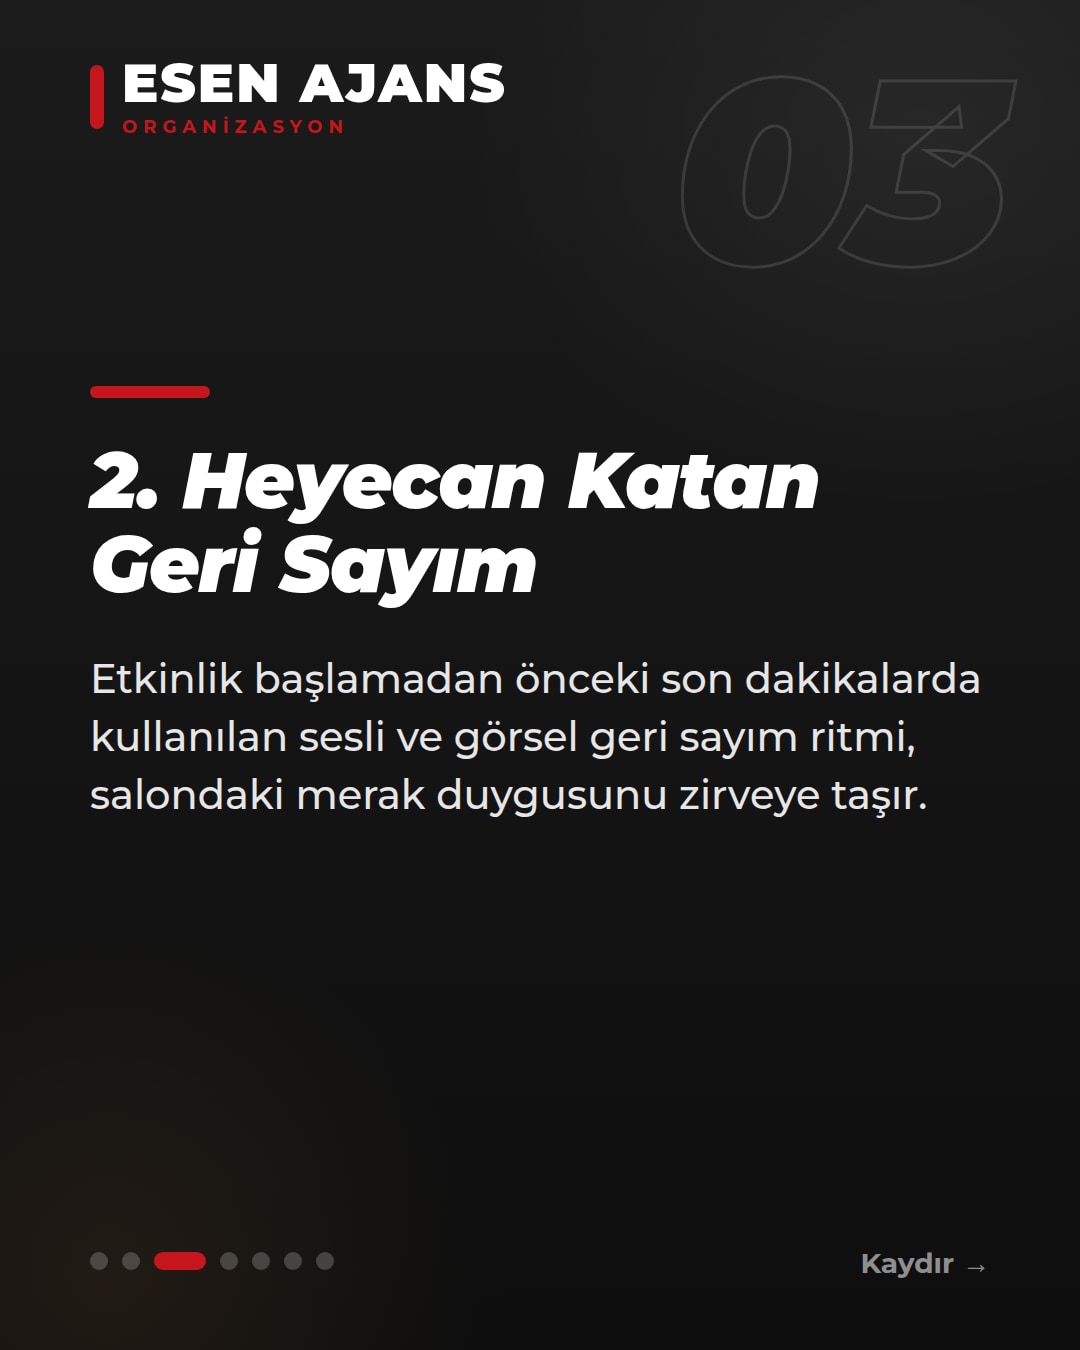 ESEN AJANS
ORGANİZASYON
03
2. Heyecan Katan
Geri Sayım
Etkinlik başlamadan önceki son dakikalarda
kullanılan sesli ve görsel geri sayım ritmi,
salondaki merak duygusunu zirveye taşır.
Kaydır →